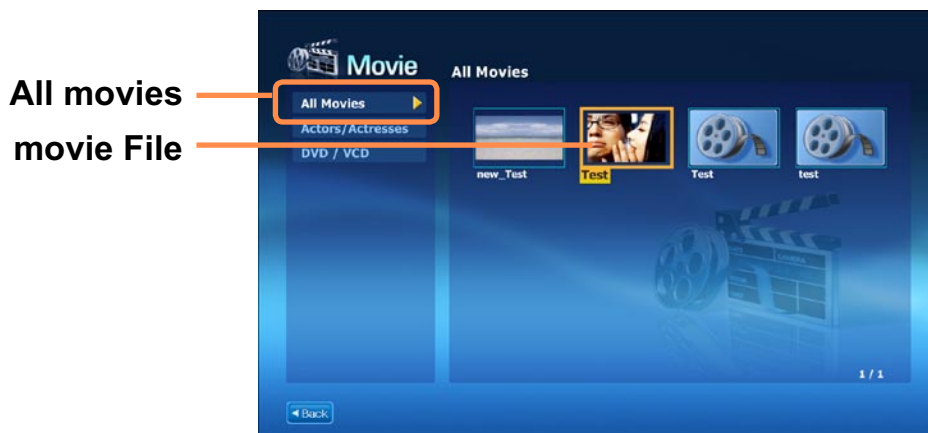 All movies
movie File
Movie
All Movies
All Movies
Actors/Actresses
DVD / VCD
new_Test
Test
Test
test
1 / 1
Back